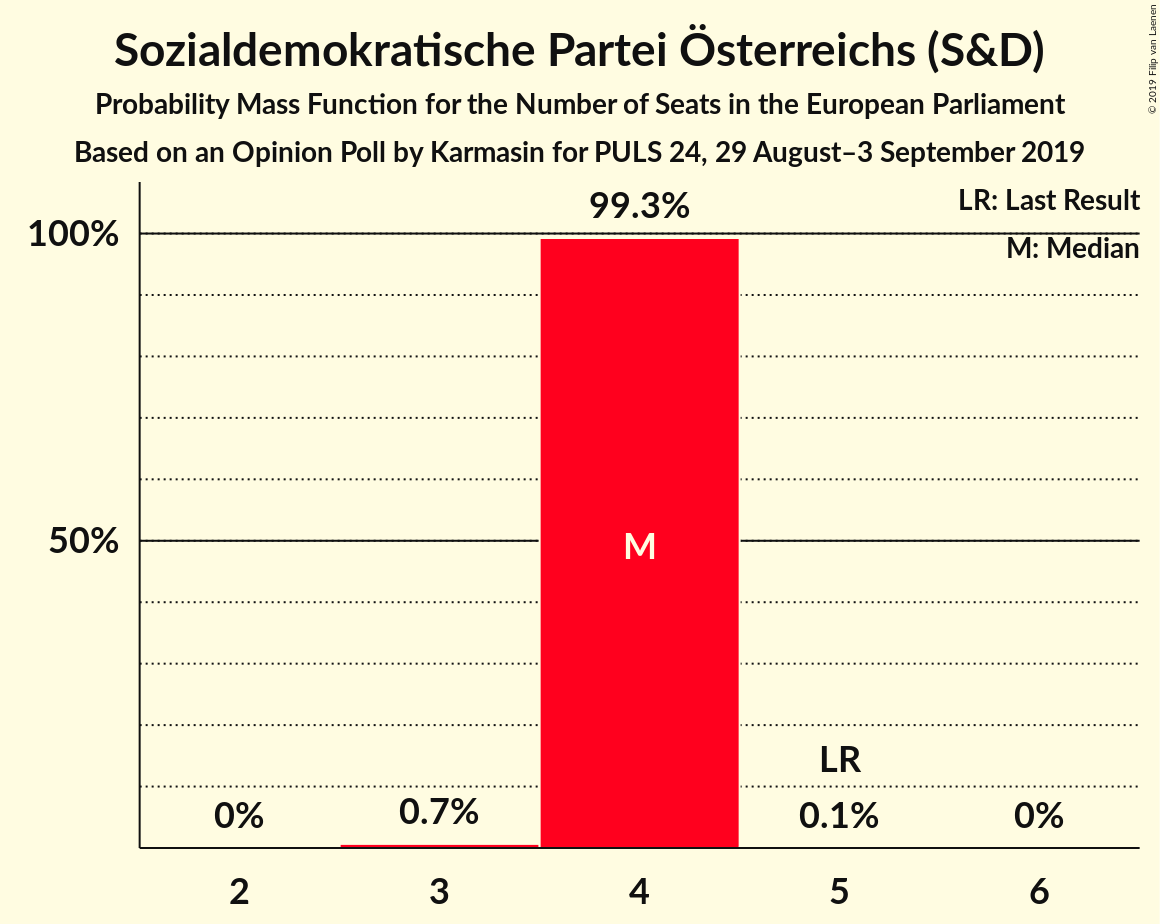 Sozialdemokratische Partei Österreichs (S&D)
Probability Mass Function for the Number of Seats in the European Parliament
Based on an Opinion Poll by Karmasin for PULS 24, 29 August–3 September 2019
© 2019 Filip van Laenen
LR: Last Result
M: Median
99.3%
100%
50%
M
LR
0%
0.7%
0.1%
0%
2
3
4
5
6